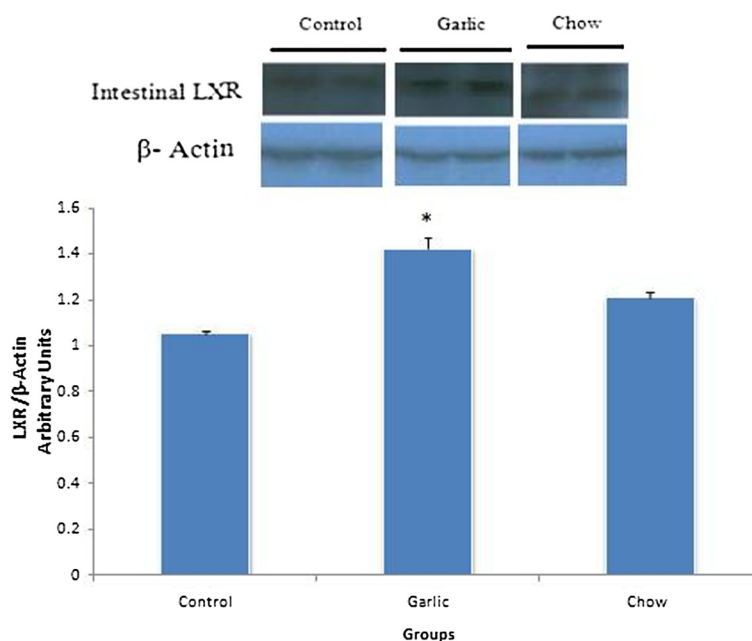 Control Garlic Chow
Intestinal LXR
β- Actin
1.6
*
1.4
1.2
1
0.8
0.6
0.4
0.2
0
LXR/β-Actin
Arbitrary Units
Control Garlic Chow
Groups